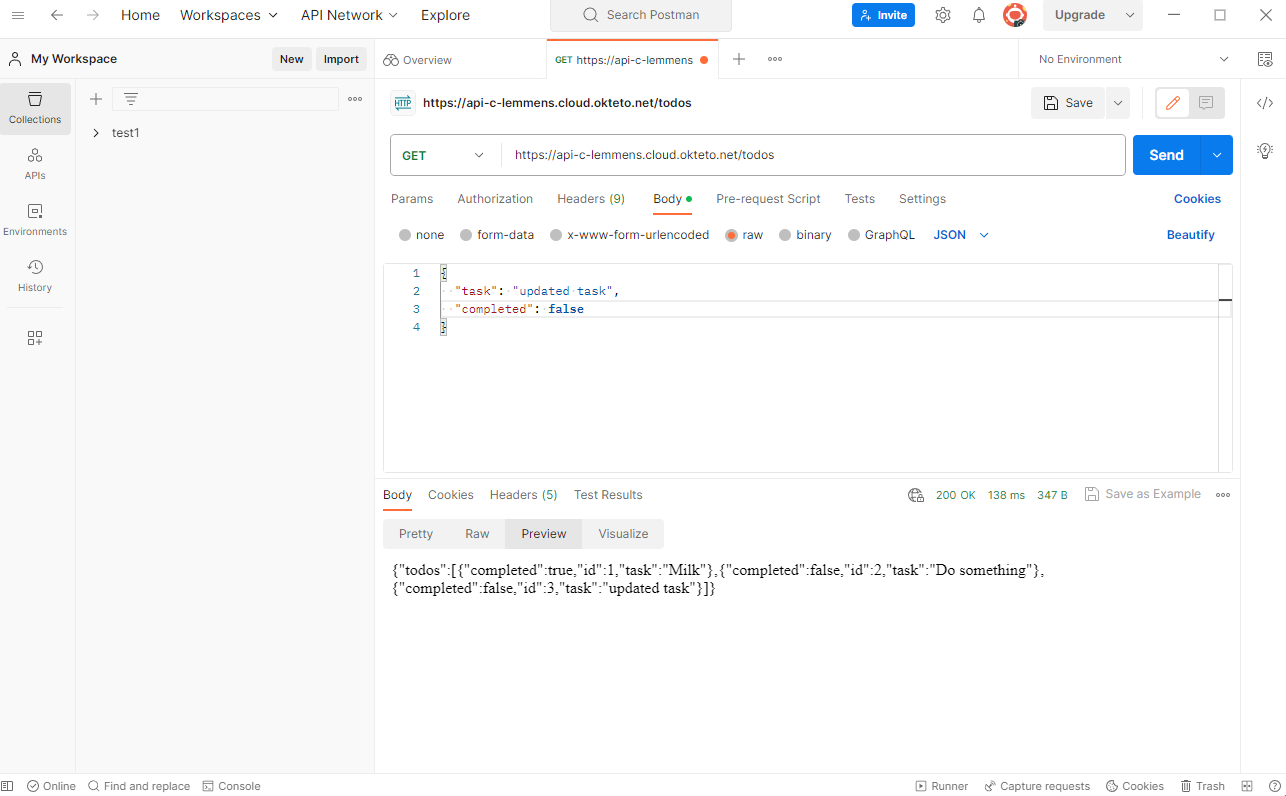 Home Workspaces API Network Explore Search Postman Invite Upgrade
My Workspace New Import Overview GET https://api-c-lemmens No Environment
Collections
test1
APIs
Environments
History
HTTP https://api-c-lemmens.cloud.okteto.net/todos Save
GET https://api-c-lemmens.cloud.okteto.net/todos Send
Params Authorization Headers (9) Body Pre-request Script Tests Settings Cookies
none form-data x-www-form-urlencoded raw binary GraphQL JSON Beautify
1 {
2 "task": "updated task",
3 "completed": false
4 }
Body Cookies Headers (5) Test Results 200 OK 138 ms 347 B Save as Example
Pretty Raw Preview Visualize
{"todos":[{"completed":true,"id":1,"task":"Milk"},{"completed":false,"id":2,"task":"Do something"},
{"completed":false,"id":3,"task":"updated task"}]}
Online Find and replace Console Runner Capture requests Cookies Trash